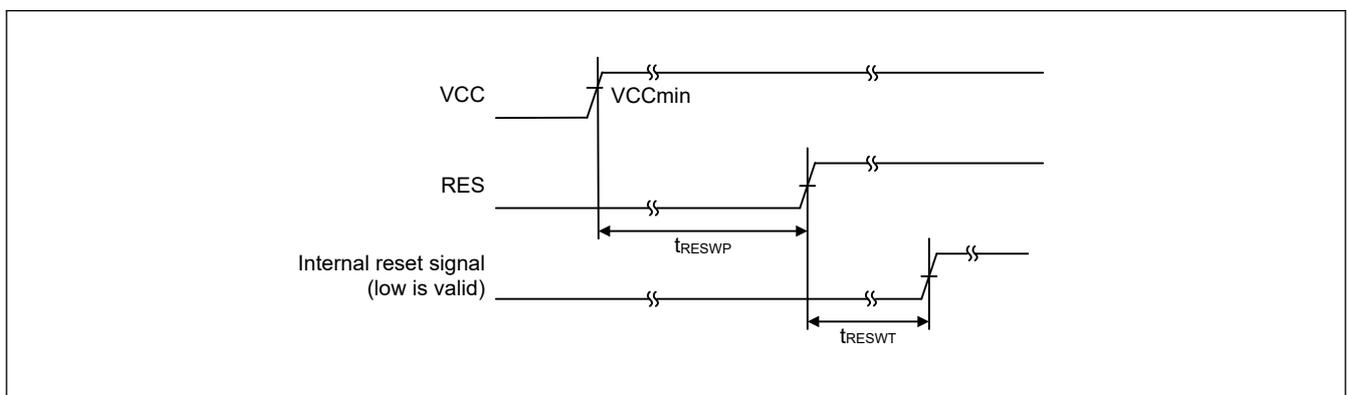 VCC
VCCmin
RES
tRESWP
Internal reset signal
(low is valid)
tRESWT